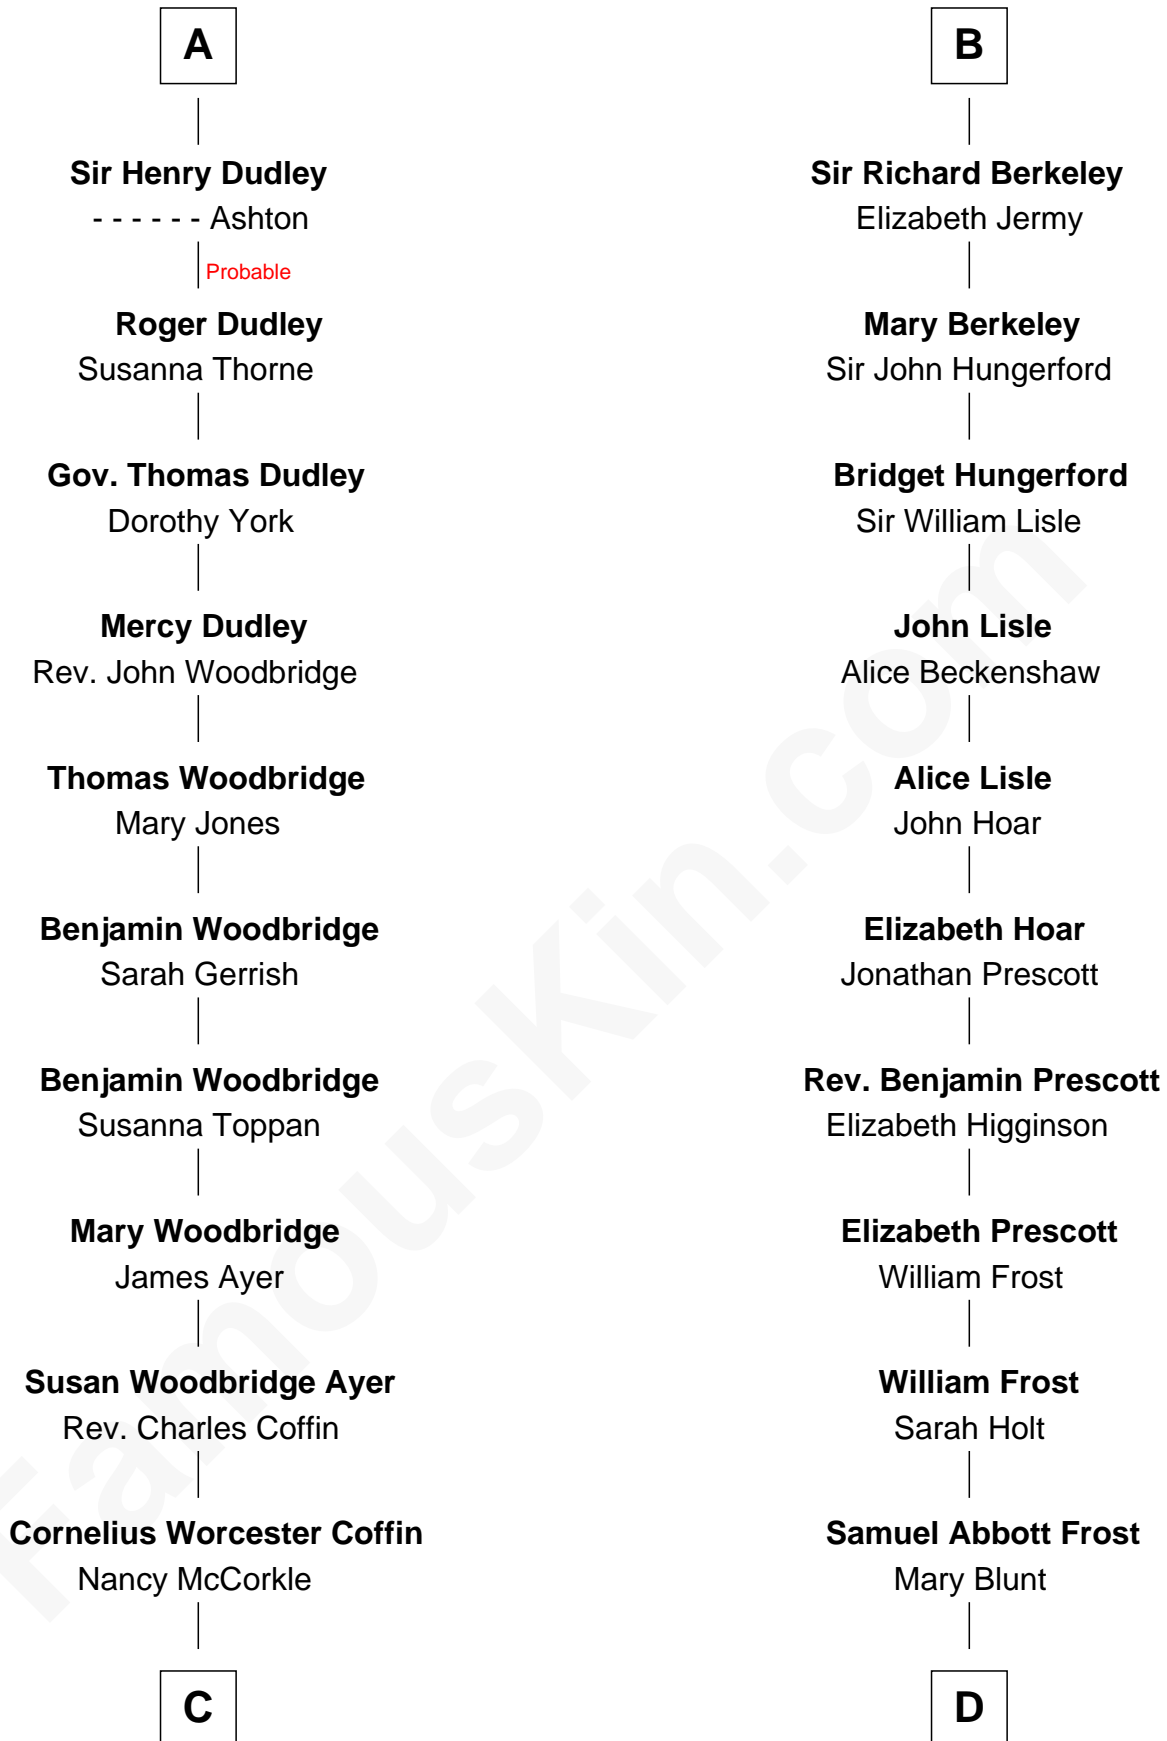 A
Sir Henry Dudley
- - - - - - Ashton
Probable
Roger Dudley
Susanna Thorne
Gov. Thomas Dudley
Dorothy York
Mercy Dudley
Rev. John Woodbridge
Thomas Woodbridge
Mary Jones
Benjamin Woodbridge
Sarah Gerrish
Benjamin Woodbridge
Susanna Toppan
Mary Woodbridge
James Ayer
Susan Woodbridge Ayer
Rev. Charles Coffin
Cornelius Worcester Coffin
Nancy McCorkle
C
B
Sir Richard Berkeley
Elizabeth Jermy
Mary Berkeley
Sir John Hungerford
Bridget Hungerford
Sir William Lisle
John Lisle
Alice Beckenshaw
Alice Lisle
John Hoar
Elizabeth Hoar
Jonathan Prescott
Rev. Benjamin Prescott
Elizabeth Higginson
Elizabeth Prescott
William Frost
William Frost
Sarah Holt
Samuel Abbott Frost
Mary Blunt
D
FamousKin.com